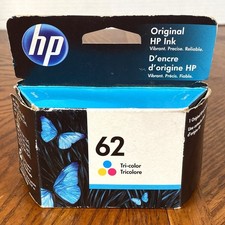 hp
Original
HP Ink
Vibrant. Precise. Reliable.
D'encre
d'origine HP
Vibrant. Précis. Fiable.
62
Tri-color
Tricolore